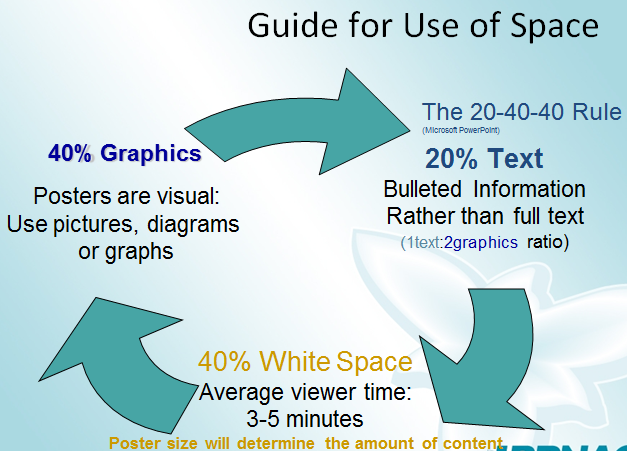 Guide for Use of Space
The 20-40-40 Rule
(Microsoft PowerPoint)
20% Text
Bulleted Information
Rather than full text
(1text:2graphics ratio)
40% White Space
Average viewer time:
3-5 minutes
Poster size will determine the amount of content
40% Graphics
Posters are visual:
Use pictures, diagrams
or graphs